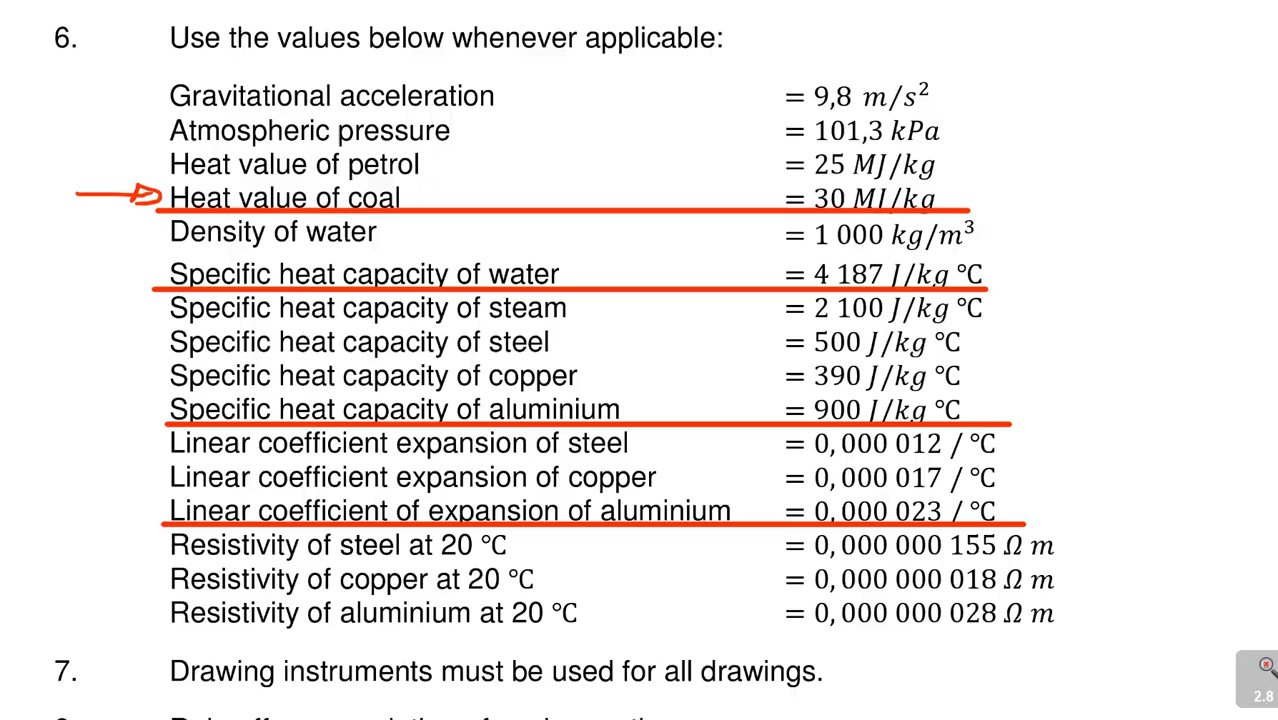 6. Use the values below whenever applicable:
Gravitational acceleration = 9,8 m/s²
Atmospheric pressure = 101,3 kPa
Heat value of petrol = 25 MJ/kg
Heat value of coal = 30 MJ/kg
Density of water = 1 000 kg/m³
Specific heat capacity of water = 4 187 J/kg ℃
Specific heat capacity of steam = 2 100 J/kg ℃
Specific heat capacity of steel = 500 J/kg ℃
Specific heat capacity of copper = 390 J/kg ℃
Specific heat capacity of aluminium = 900 J/kg ℃
Linear coefficient expansion of steel = 0,000 012 / ℃
Linear coefficient expansion of copper = 0,000 017 / ℃
Linear coefficient of expansion of aluminium = 0,000 023 / ℃
Resistivity of steel at 20 ℃ = 0,000 000 155 Ω m
Resistivity of copper at 20 ℃ = 0,000 000 018 Ω m
Resistivity of aluminium at 20 ℃ = 0,000 000 028 Ω m
7. Drawing instruments must be used for all drawings.
2.8